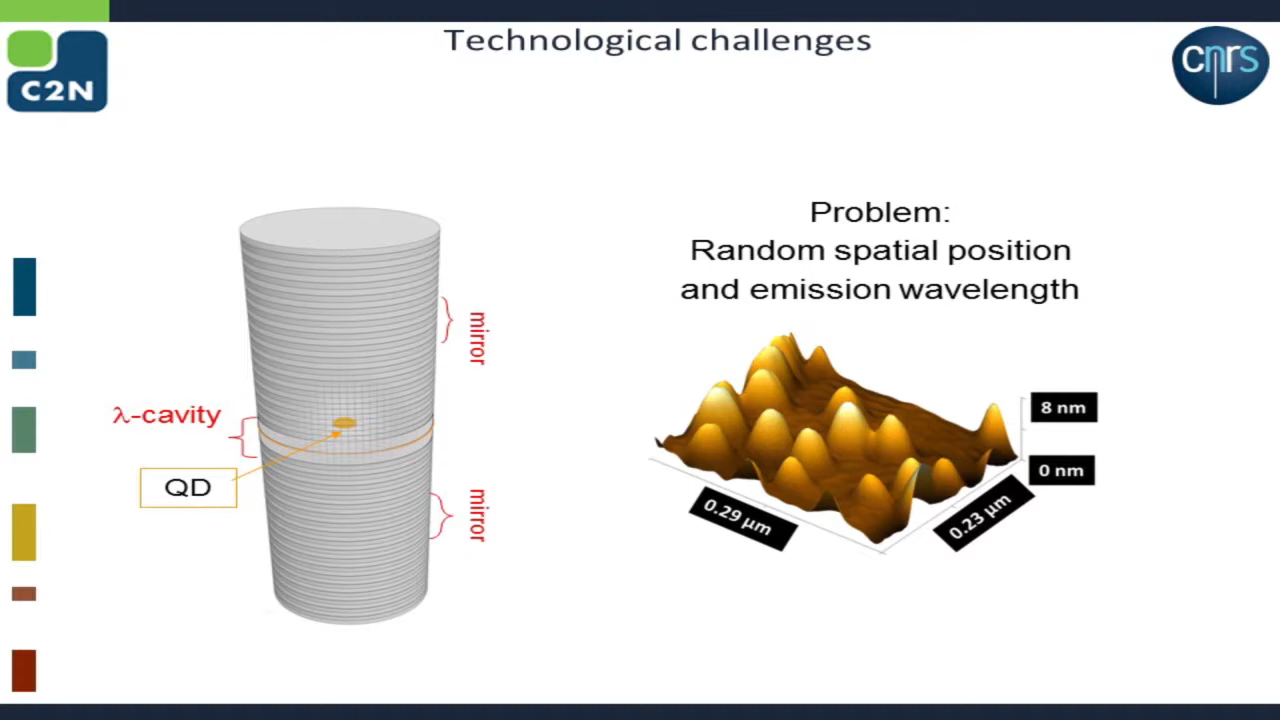 Technological challenges
C2N
cnrs
Problem:
Random spatial position
and emission wavelength
mirror
λ-cavity
QD
mirror
8 nm
0 nm
0.29 µm
0.23 µm